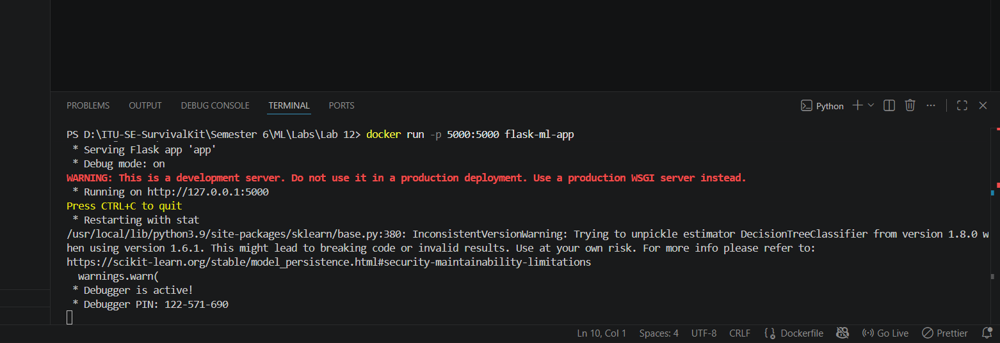 PROBLEMS OUTPUT DEBUG CONSOLE TERMINAL PORTS Python
PS D:\ITU-SE-SurvivalKit\Semester 6\ML\Labs\Lab 12> docker run -p 5000:5000 flask-ml-app
 * Serving Flask app 'app'
 * Debug mode: on
WARNING: This is a development server. Do not use it in a production deployment. Use a production WSGI server instead.
 * Running on http://127.0.0.1:5000
Press CTRL+C to quit
 * Restarting with stat
/usr/local/lib/python3.9/site-packages/sklearn/base.py:380: InconsistentVersionWarning: Trying to unpickle estimator DecisionTreeClassifier from version 1.8.0 w
hen using version 1.6.1. This might lead to breaking code or invalid results. Use at your own risk. For more info please refer to:
https://scikit-learn.org/stable/model_persistence.html#security-maintainability-limitations
  warnings.warn(
 * Debugger is active!
 * Debugger PIN: 122-571-690
Ln 10, Col 1 Spaces: 4 UTF-8 CRLF Dockerfile Go Live Prettier